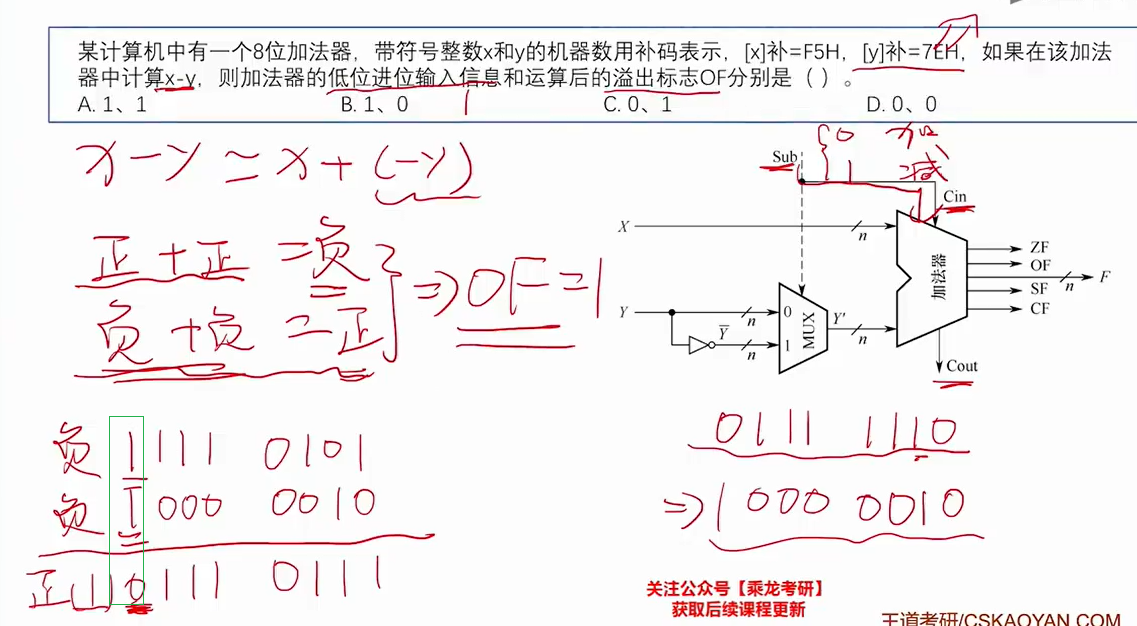 某计算机中有一个8位加法器，带符号整数x和y的机器数用补码表示，[x]补=F5H，[y]补=7EH，如果在该加法
器中计算x-y，则加法器的低位进位输入信息和运算后的溢出标志OF分别是（ ）。
A. 1、1 B. 1、0 C. 0、1 D. 0、0
1
x - y = x + (-y)
0 加
1 减
Sub
Cin
X n
加法器
ZF
OF
n F
SF
CF
正 + 正 = 负
负 + 负 = 正
⇒ OF = 1
Y n 0
MUX
Y' n
Y̅ n 1
Cout
负 1111 0101
负 1000 0010
正 (1) 0111 0111
0111 1110
⇒ 1000 0010
关注公众号【乘龙考研】
获取后续课程更新
王道考研/CSKAOYAN.COM